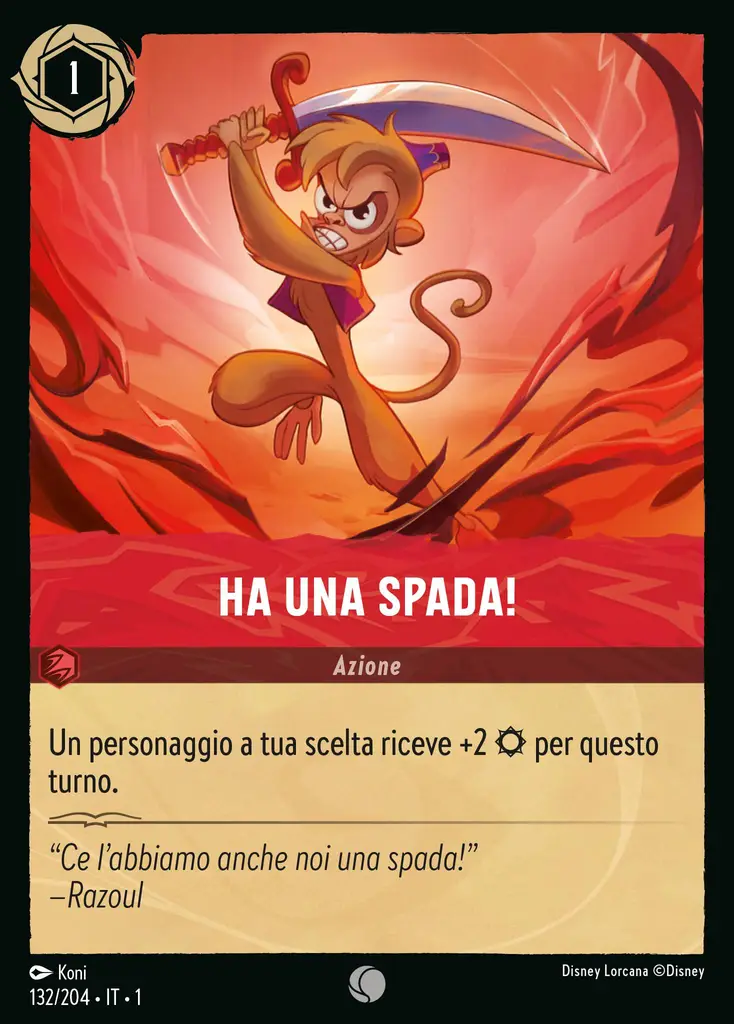 1
HA UNA SPADA!
Azione
Un personaggio a tua scelta riceve +2 per questo
turno.
“Ce l’abbiamo anche noi una spada!”
–Razoul
Koni
Disney Lorcana ©Disney
132/204 • IT • 1